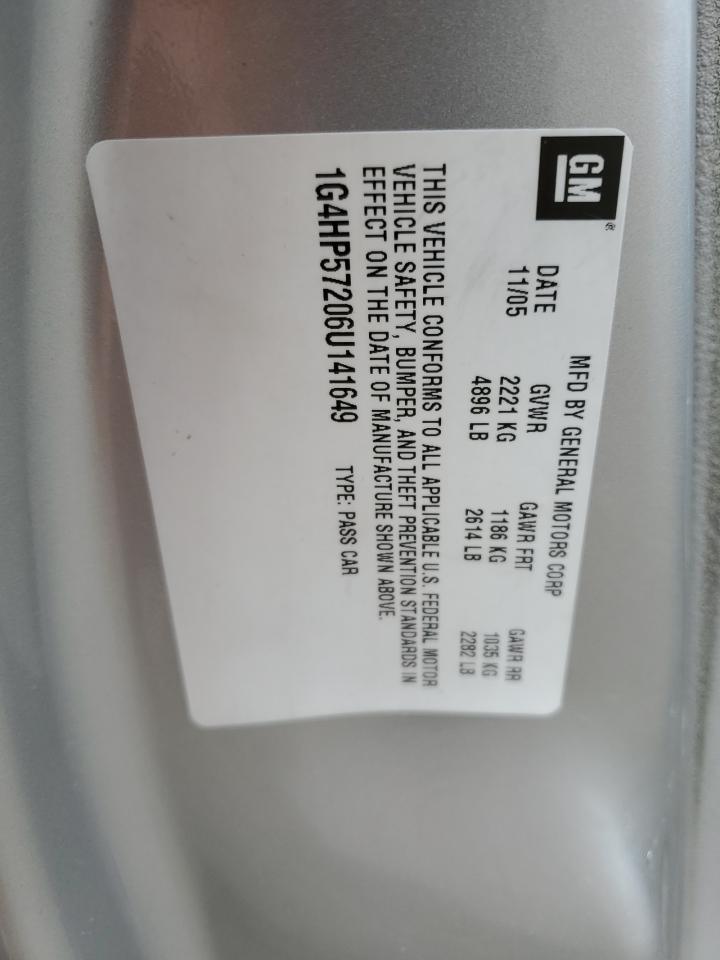 GM®
MFD BY GENERAL MOTORS CORP
DATE GVWR GAWR FRT GAWR RR
11/05 2221 KG 1186 KG 1035 KG
4896 LB 2614 LB 2282 LB
THIS VEHICLE CONFORMS TO ALL APPLICABLE U.S. FEDERAL MOTOR
VEHICLE SAFETY, BUMPER, AND THEFT PREVENTION STANDARDS IN
EFFECT ON THE DATE OF MANUFACTURE SHOWN ABOVE.
1G4HP57206U141649 TYPE: PASS CAR